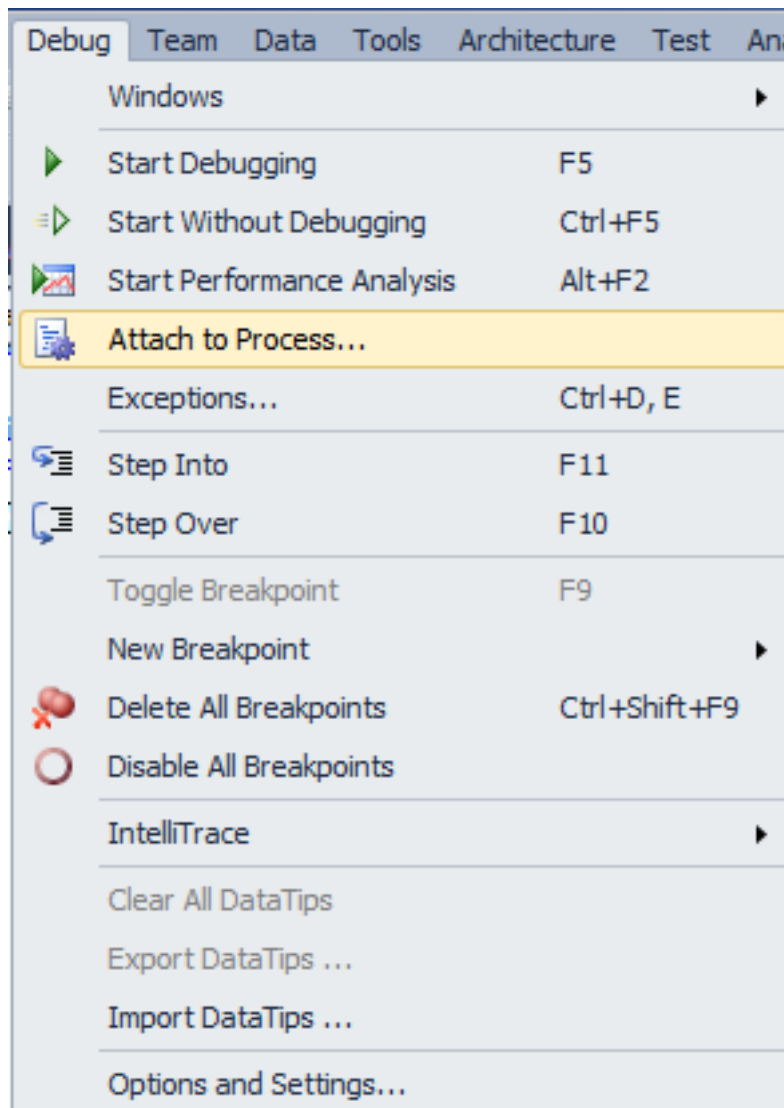 Debug Team Data Tools Architecture Test
Windows
Start Debugging F5
Start Without Debugging Ctrl+F5
Start Performance Analysis Alt+F2
Attach to Process...
Exceptions... Ctrl+D, E
Step Into F11
Step Over F10
Toggle Breakpoint F9
New Breakpoint
Delete All Breakpoints Ctrl+Shift+F9
Disable All Breakpoints
IntelliTrace
Clear All DataTips
Export DataTips ...
Import DataTips ...
Options and Settings...